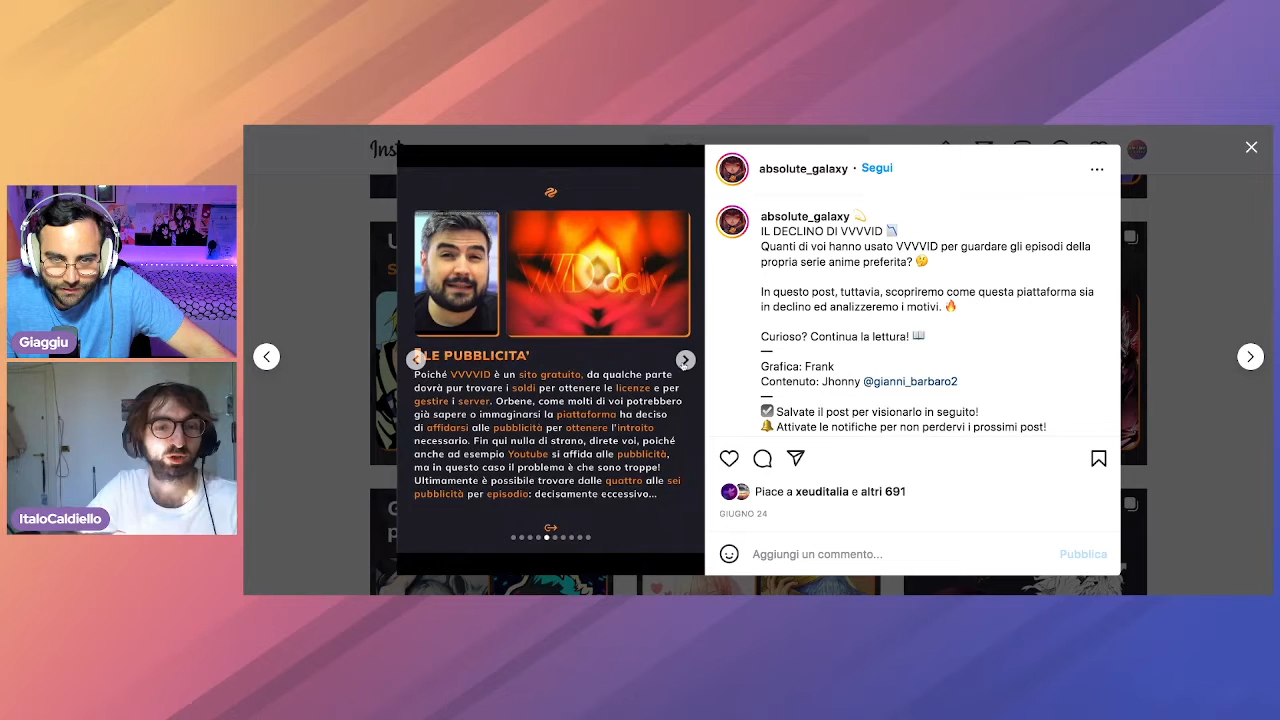 Giaggiu
ItaloCaldiello
Inst
VVVVID daily
LE PUBBLICITA'
Poiché VVVVID è un sito gratuito, da qualche parte
dovrà pur trovare i soldi per ottenere le licenze e per
gestire i server. Orbene, come molti di voi potrebbero
già sapere o immaginarsi la piattaforma ha deciso
di affidarsi alle pubblicità per ottenere l'introito
necessario. Fin qui nulla di strano, direte voi, poiché
anche ad esempio Youtube si affida alle pubblicità,
ma in questo caso il problema è che sono troppe!
Ultimamente è possibile trovare dalle quattro alle sei
pubblicità per episodio: decisamente eccessivo...
absolute_galaxy • Segui
absolute_galaxy 💫
IL DECLINO DI VVVVID 📉
Quanti di voi hanno usato VVVVID per guardare gli episodi della
propria serie anime preferita? 🤔
In questo post, tuttavia, scopriremo come questa piattaforma sia
in declino ed analizzeremo i motivi. 🔥
Curioso? Continua la lettura! 📖
—
Grafica: Frank
Contenuto: Jhonny @gianni_barbaro2
—
☑️ Salvate il post per visionarlo in seguito!
🔔 Attivate le notifiche per non perdervi i prossimi post!
Piace a xeuditalia e altri 691
GIUGNO 24
Aggiungi un commento...
Pubblica